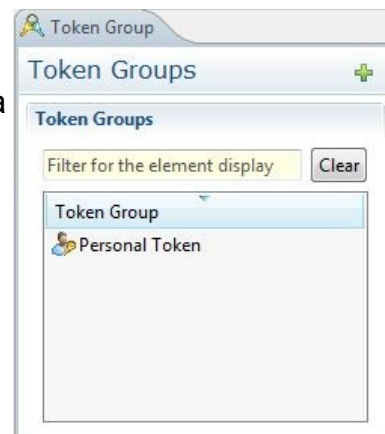 Token Group
Token Groups
a
Token Groups
Filter for the element display Clear
Token Group
Personal Token